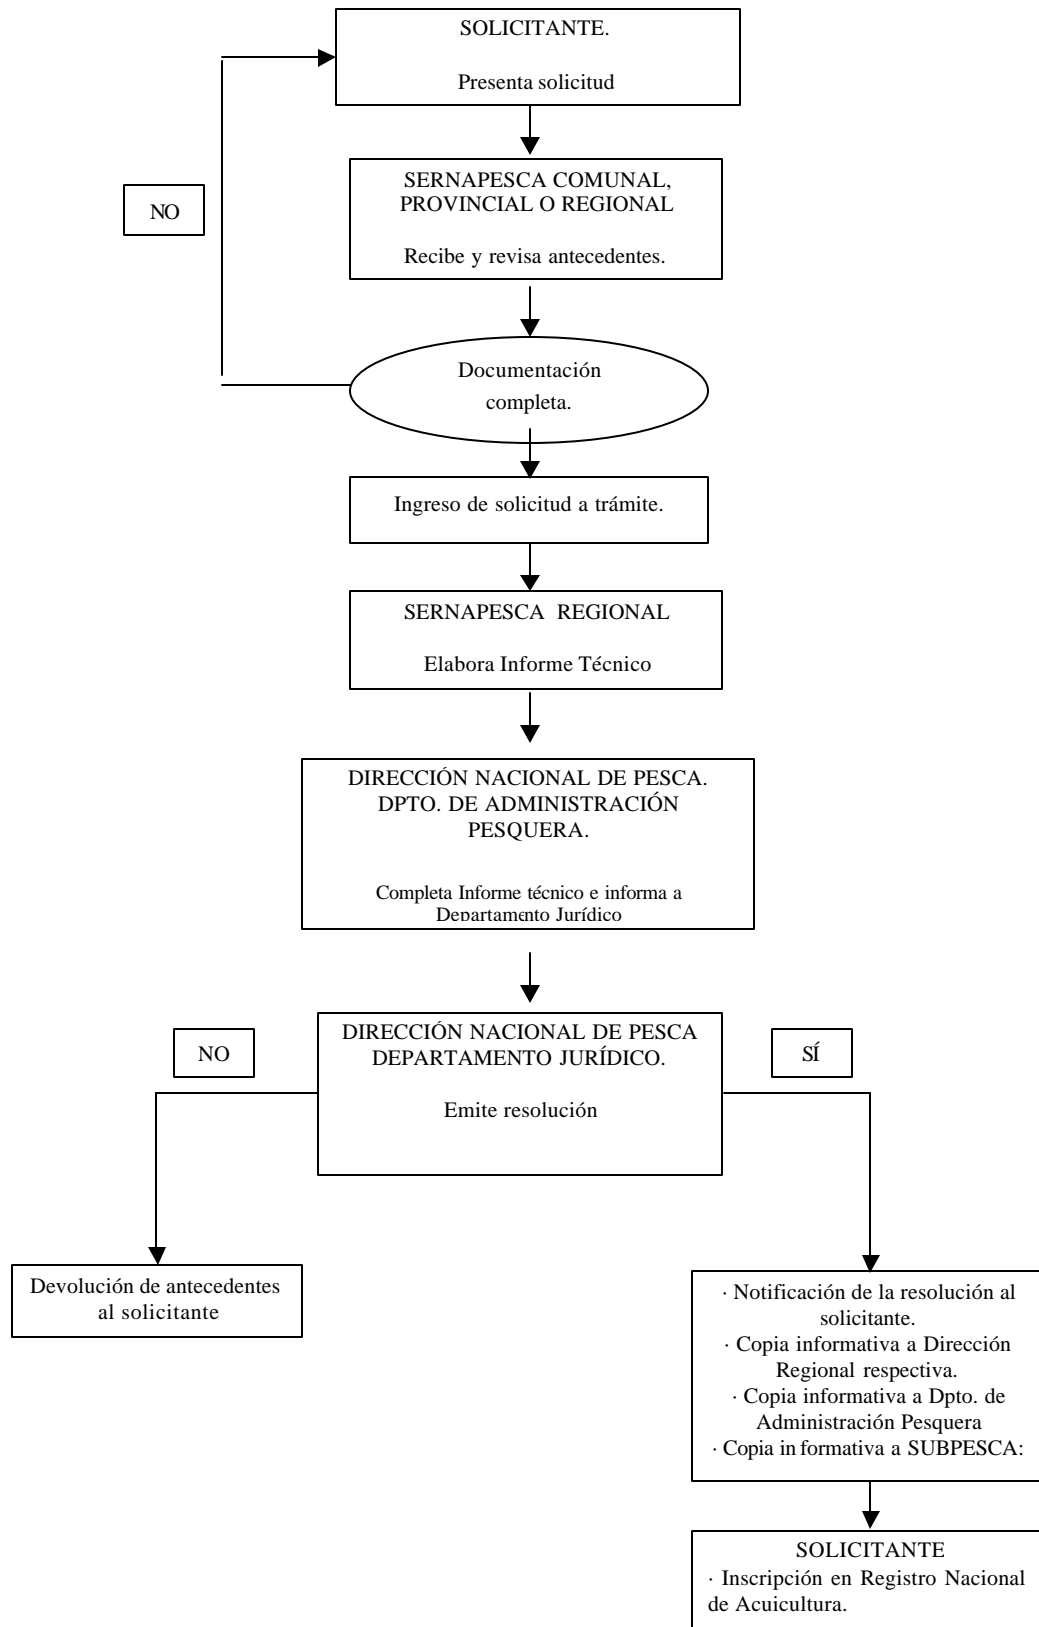 SOLICITANTE.
Presenta solicitud
NO
SERNAPESCA COMUNAL,
PROVINCIAL O REGIONAL
Recibe y revisa antecedentes.
Documentación
completa.
Ingreso de solicitud a trámite.
SERNAPESCA REGIONAL
Elabora Informe Técnico
DIRECCIÓN NACIONAL DE PESCA.
DPTO. DE ADMINISTRACIÓN
PESQUERA.
Completa Informe técnico e informa a
Departamento Jurídico
NO
DIRECCIÓN NACIONAL DE PESCA
DEPARTAMENTO JURÍDICO.
Emite resolución
SÍ
Devolución de antecedentes
al solicitante
· Notificación de la resolución al
solicitante.
· Copia informativa a Dirección
Regional respectiva.
· Copia informativa a Dpto. de
Administración Pesquera
· Copia in formativa a SUBPESCA:
SOLICITANTE
· Inscripción en Registro Nacional
de Acuicultura.